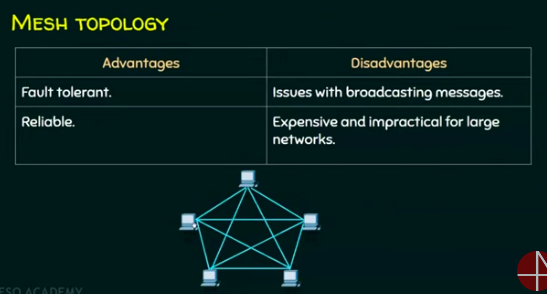 MESH TOPOLOGY
Advantages
Disadvantages
Fault tolerant.
Issues with broadcasting messages.
Reliable.
Expensive and impractical for large
networks.
ESO ACADEMY